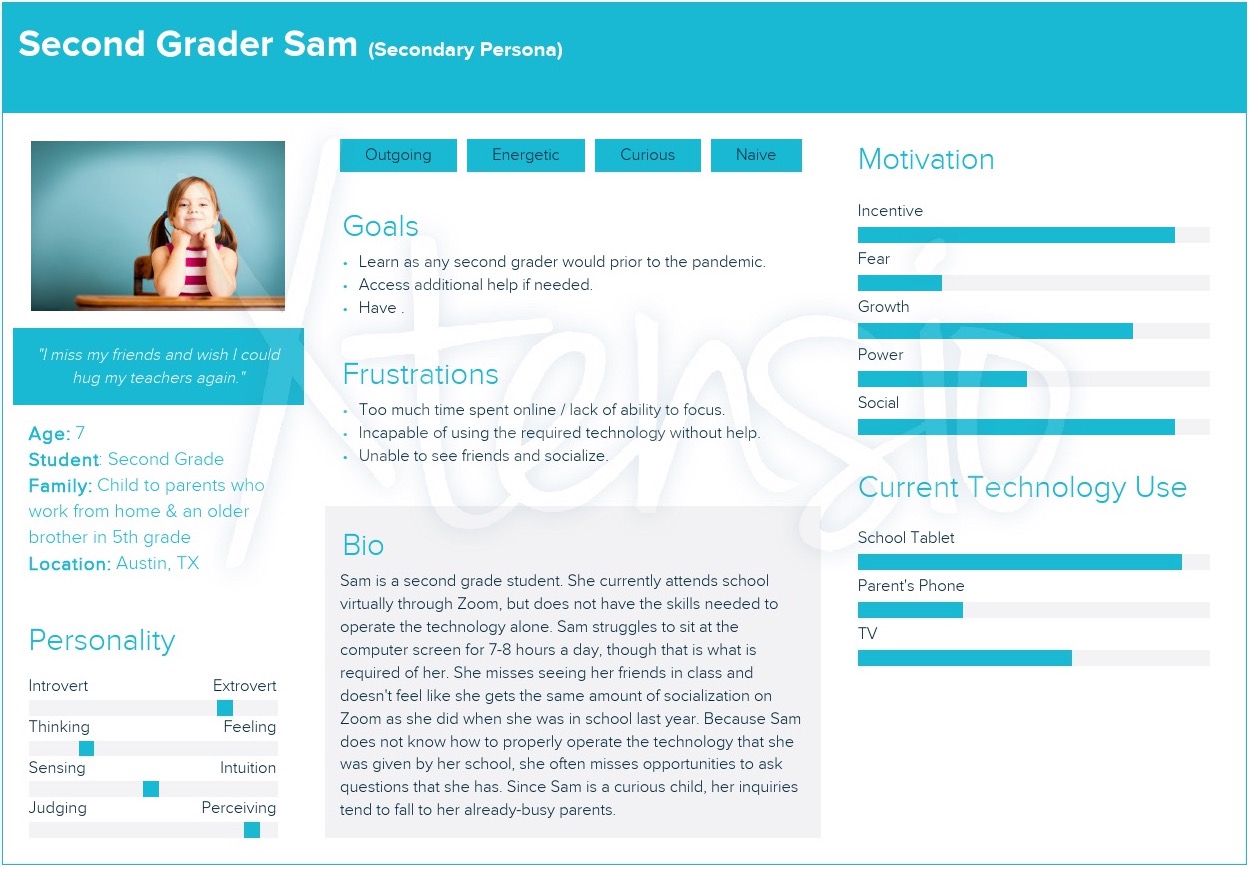 Second Grader Sam (Secondary Persona)
"I miss my friends and wish I could
hug my teachers again."
Age: 7
Student: Second Grade
Family: Child to parents who
work from home & an older
brother in 5th grade
Location: Austin, TX
Personality
Introvert Extrovert
Thinking Feeling
Sensing Intuition
Judging Perceiving
Outgoing Energetic Curious Naive
Goals
• Learn as any second grader would prior to the pandemic.
• Access additional help if needed.
• Have .
Frustrations
• Too much time spent online / lack of ability to focus.
• Incapable of using the required technology without help.
• Unable to see friends and socialize.
Bio
Sam is a second grade student. She currently attends school
virtually through Zoom, but does not have the skills needed to
operate the technology alone. Sam struggles to sit at the
computer screen for 7-8 hours a day, though that is what is
required of her. She misses seeing her friends in class and
doesn't feel like she gets the same amount of socialization on
Zoom as she did when she was in school last year. Because Sam
does not know how to properly operate the technology that she
was given by her school, she often misses opportunities to ask
questions that she has. Since Sam is a curious child, her inquiries
tend to fall to her already-busy parents.
Motivation
Incentive
Fear
Growth
Power
Social
Current Technology Use
School Tablet
Parent's Phone
TV
Xtensio